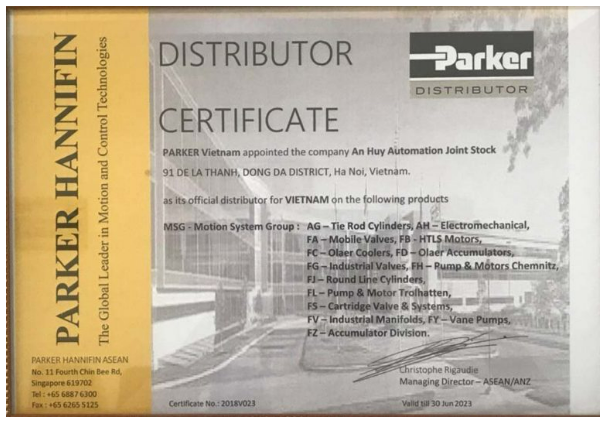 PARKER HANNIFIN
The Global Leader in Motion and Control Technologies
DISTRIBUTOR
CERTIFICATE
Parker
DISTRIBUTOR
PARKER Vietnam appointed the company An Huy Automation Joint Stock
91 DE LA THANH, DONG DA DISTRICT, Ha Noi, Vietnam.
as its official distributor for VIETNAM on the following products
MSG - Motion System Group : AG – Tie Rod Cylinders, AH – Electromechanical,
FA – Mobile Valves, FB - HTLS Motors,
FC – Olaer Coolers, FD – Olaer Accumulators,
FG – Industrial Valves, FH – Pump & Motors Chemnitz,
FJ – Round Line Cylinders,
FL – Pump & Motor Trolhatten,
FS – Cartridge Valve & Systems,
FV – Industrial Manifolds, FY – Vane Pumps,
FZ – Accumulator Division.
PARKER HANNIFIN ASEAN
No. 11 Fourth Chin Bee Rd,
Singapore 619702
Tel : +65 6887 6300
Fax : +65 6265 5125
Christophe Rigaudie
Managing Director – ASEAN/ANZ
Certificate No.: 2018V023
Valid till 30 Jun 2023